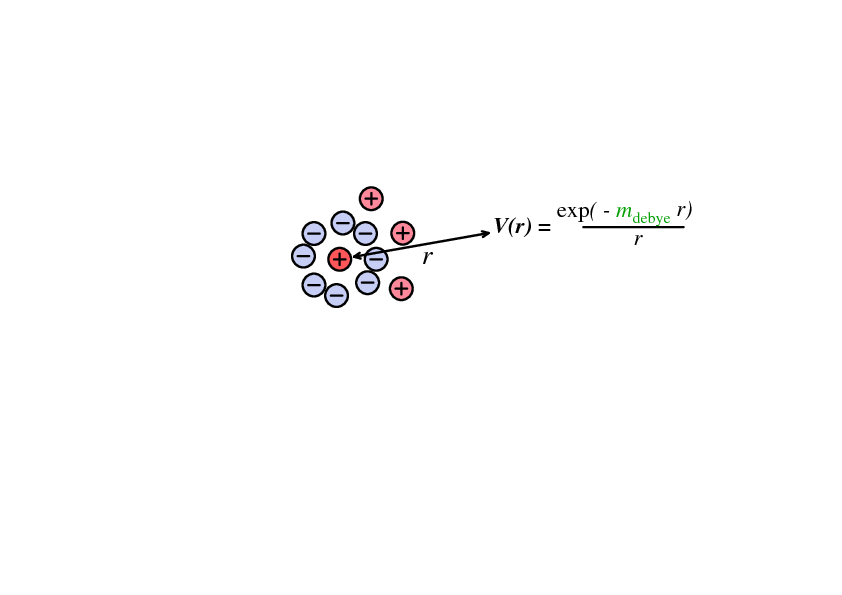 +
− − − +
− + −
− − − +
r
V(r) = exp( - m_debye r)
r